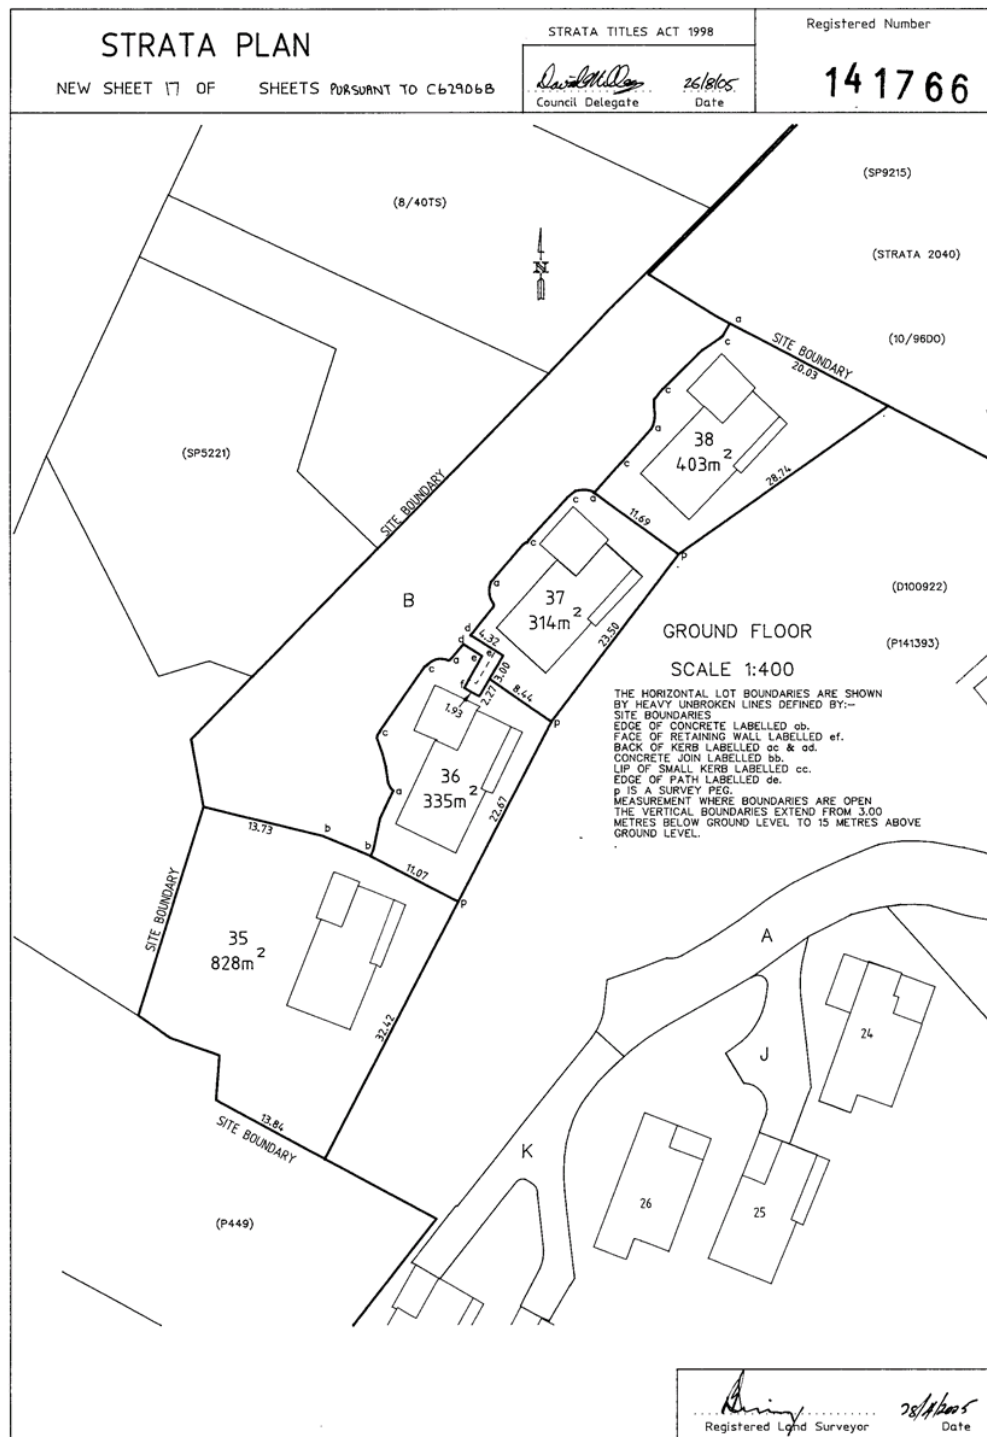 STRATA PLAN
NEW SHEET 17 OF SHEETS PURSUANT TO C629068
STRATA TITLES ACT 1998
26/8/05
Council Delegate Date
Registered Number
141766
(SP9215)
(8/40TS)
(STRATA 2040)
N
a
SITE BOUNDARY
20.03
c
(10/96DO)
c
38
403m²
a
(SP5221)
c
28.74
SITE BOUNDARY
c a
11.69
p
c
a
37
314m²
B
(D100922)
d
4.32
23.50
GROUND FLOOR
(P141393)
d
e e
a
c
3.00
SCALE 1:400
f
2.27
8.44
1.93
p
THE HORIZONTAL LOT BOUNDARIES ARE SHOWN
BY HEAVY UNBROKEN LINES DEFINED BY:-
SITE BOUNDARIES
EDGE OF CONCRETE LABELLED ab.
FACE OF RETAINING WALL LABELLED ef.
BACK OF KERB LABELLED ac & ad.
CONCRETE JOIN LABELLED bb.
LIP OF SMALL KERB LABELLED cc.
EDGE OF PATH LABELLED de.
p IS A SURVEY PEG.
MEASUREMENT WHERE BOUNDARIES ARE OPEN
THE VERTICAL BOUNDARIES EXTEND FROM 3.00
METRES BELOW GROUND LEVEL TO 15 METRES ABOVE
GROUND LEVEL.
c
36
335m²
a
22.67
13.73
b
b
11.07
p
SITE BOUNDARY
35
828m²
A
32.42
24
J
13.84
SITE BOUNDARY
K
26
25
(P449)
Registered Land Surveyor Date